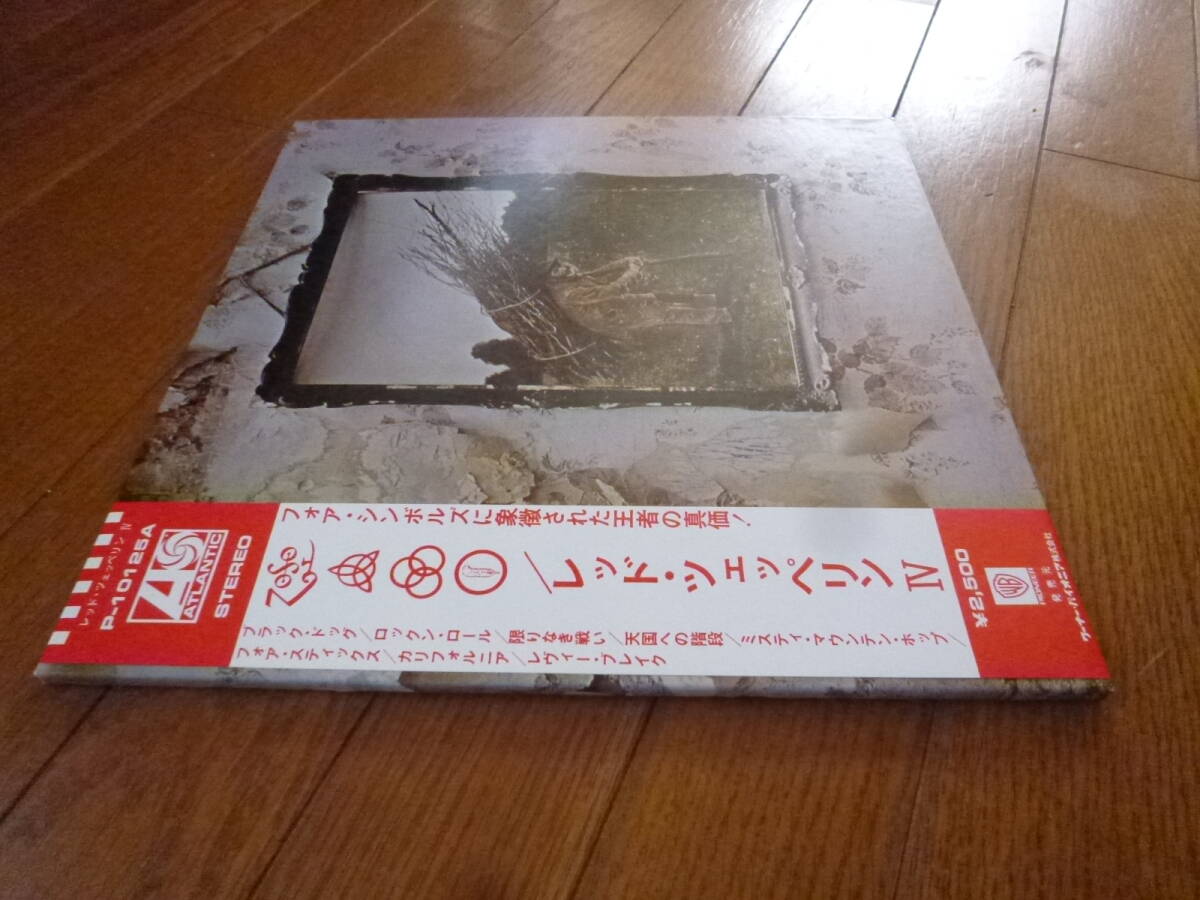 レッド・ツェッペリン IV
P-10125A
ATLANTIC
STEREO
フォア・シンボルズに象徴された王者の真価!
ZoSo
／レッド・ツェッペリン IV
ブラック・ドッグ／ロックン・ロール／限りなき戦い／天国への階段／ミスティ・マウンテン・ホップ／
フォア・スティックス／カリフォルニア／レヴィー・ブレイク
¥2,500
PIONEER
発売元
ワーナー・パイオニア株式会社